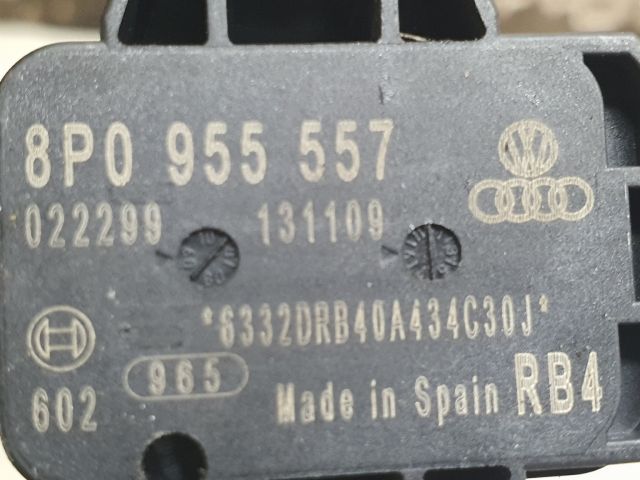 8P0 955 557
022299 131109
*6332DRB40A434C30J*
602 965 Made in Spain RB4